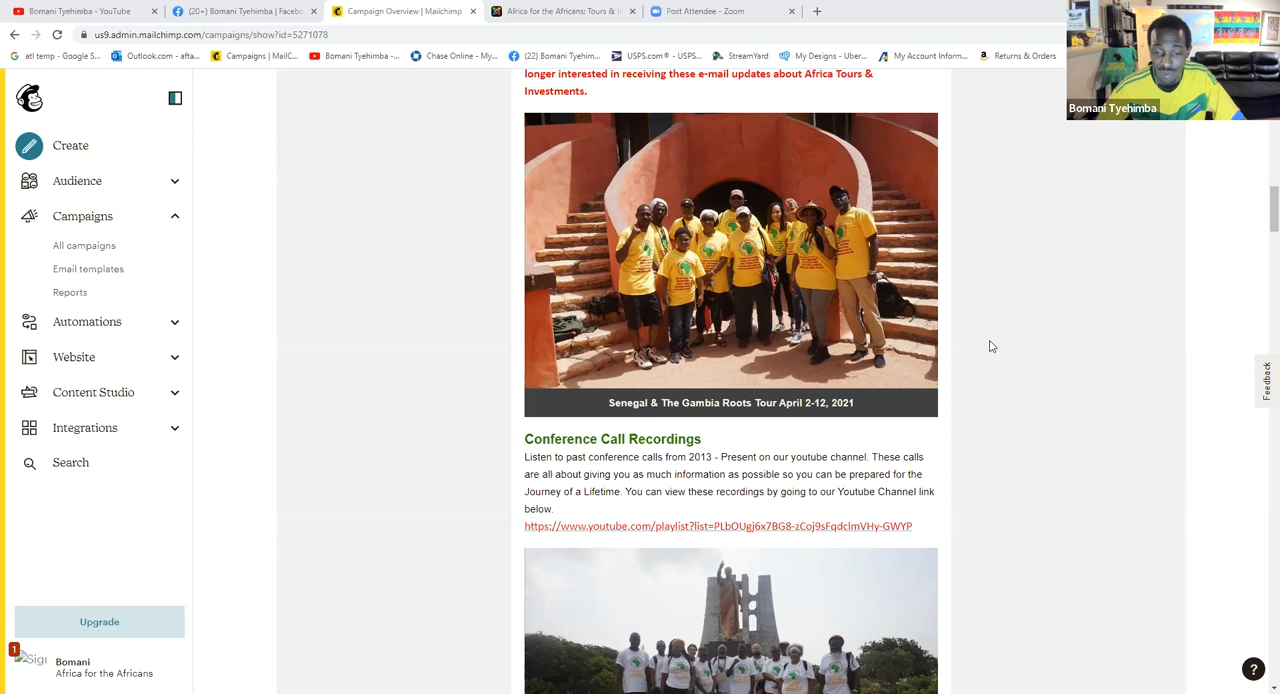 Bomani Tyehimba - YouTube
(20+) Bomani Tyehimba | Facebo
Campaign Overview | Mailchimp
Africa for the Africans: Tours & I
Post Attendee - Zoom
us9.admin.mailchimp.com/campaigns/show?id=5271078
atl temp - Google S...
Outlook.com - afta...
Campaigns | MailC...
Bomani Tyehimba -...
Chase Online - My...
(22) Bomani Tyehim...
USPS.com® - USPS...
StreamYard
My Designs - Uber...
My Account Inform...
Returns & Orders
Bomani Tyehimba
Create
Audience
Campaigns
All campaigns
Email templates
Reports
Automations
Website
Content Studio
Integrations
Search
Upgrade
1
Bomani
Africa for the Africans
longer interested in receiving these e-mail updates about Africa Tours &
Investments.
Senegal & The Gambia Roots Tour April 2-12, 2021
Conference Call Recordings
Listen to past conference calls from 2013 - Present on our youtube channel. These calls
are all about giving you as much information as possible so you can be prepared for the
Journey of a Lifetime. You can view these recordings by going to our Youtube Channel link
below.
https://www.youtube.com/playlist?list=PLbOUgj6x7BG8-zCoj9sFqdclmVHy-GWYP
Feedback
?